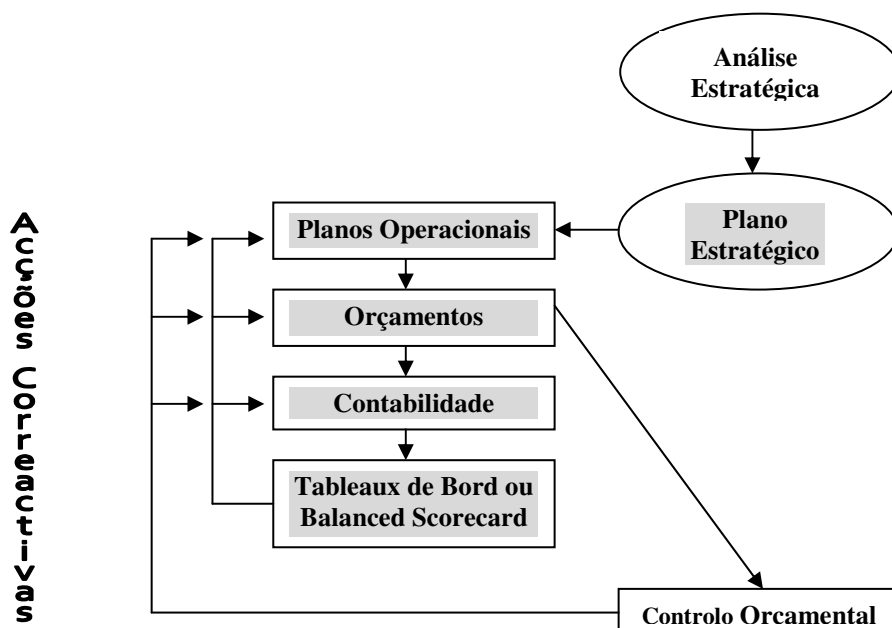 Análise
Estratégica
Plano
Estratégico
Planos Operacionais
Orçamentos
Contabilidade
Tableaux de Bord ou
Balanced Scorecard
Controlo Orcamental
Acções Correactivas